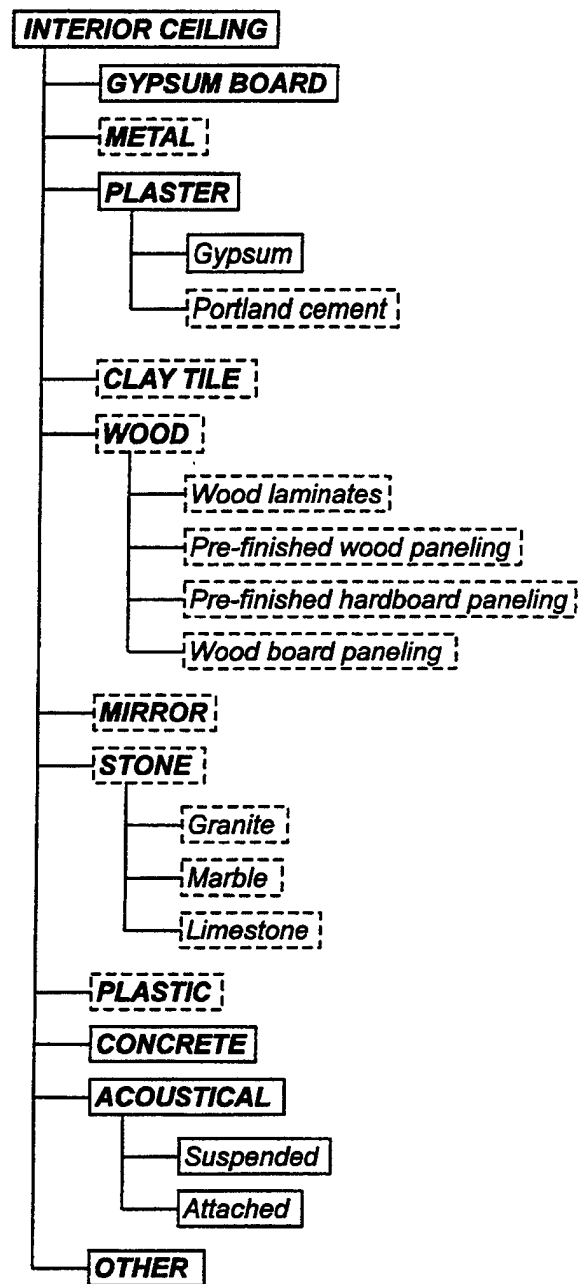 INTERIOR CEILING
GYPSUM BOARD
METAL
PLASTER
Gypsum
Portland cement
CLAY TILE
WOOD
Wood laminates
Pre-finished wood paneling
Pre-finished hardboard paneling
Wood board paneling
MIRROR
STONE
Granite
Marble
Limestone
PLASTIC
CONCRETE
ACOUSTICAL
Suspended
Attached
OTHER